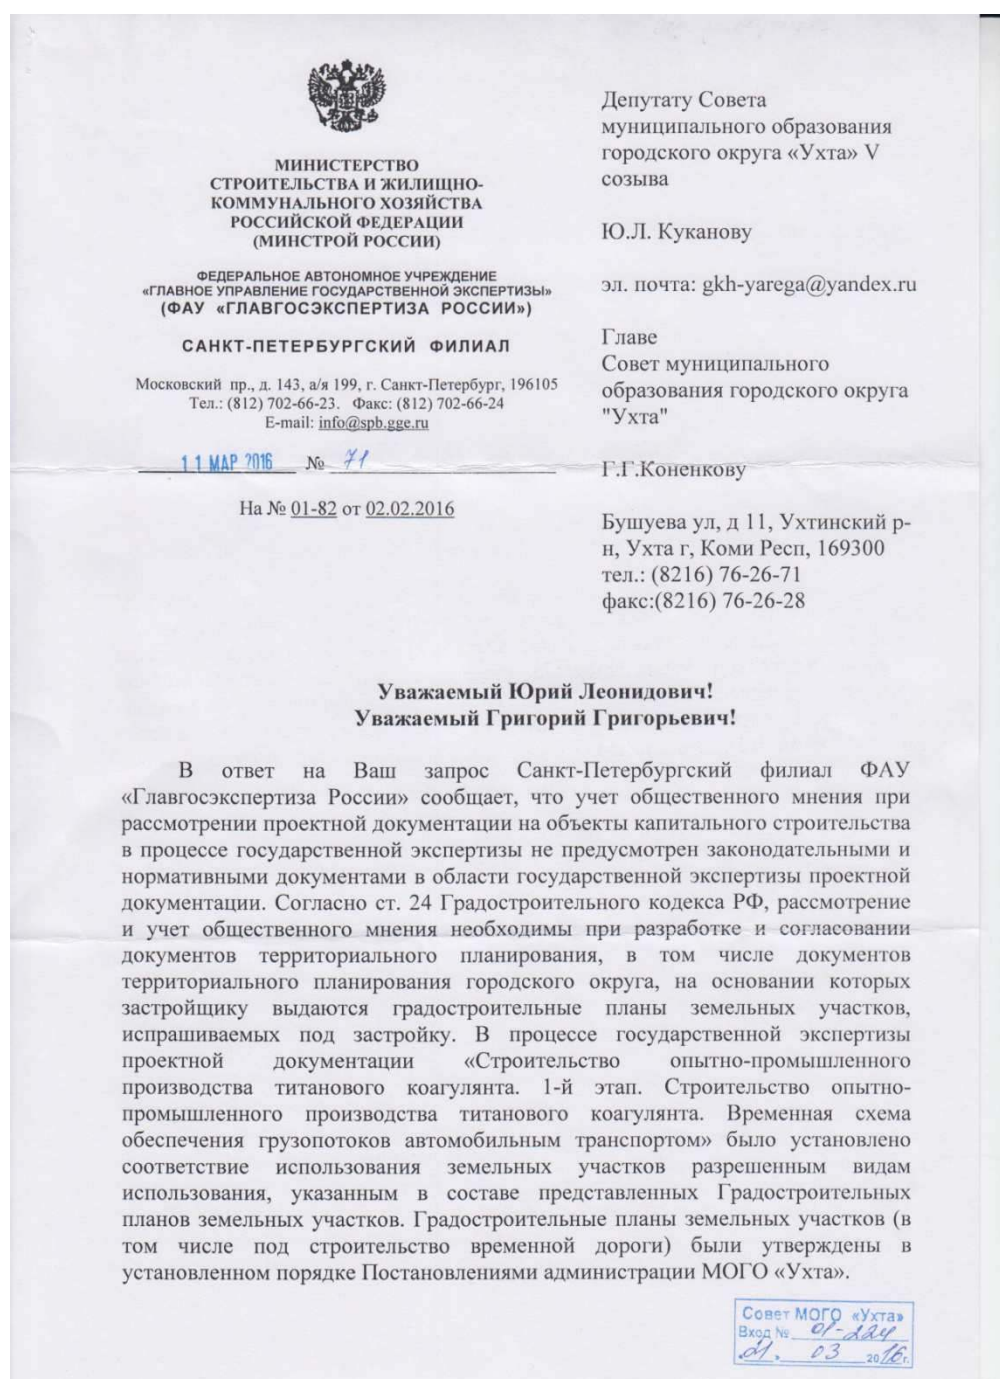 МИНИСТЕРСТВО
СТРОИТЕЛЬСТВА И ЖИЛИЩНО-
КОММУНАЛЬНОГО ХОЗЯЙСТВА
РОССИЙСКОЙ ФЕДЕРАЦИИ
(МИНСТРОЙ РОССИИ)
ФЕДЕРАЛЬНОЕ АВТОНОМНОЕ УЧРЕЖДЕНИЕ
«ГЛАВНОЕ УПРАВЛЕНИЕ ГОСУДАРСТВЕННОЙ ЭКСПЕРТИЗЫ»
(ФАУ «ГЛАВГОСЭКСПЕРТИЗА РОССИИ»)
САНКТ-ПЕТЕРБУРГСКИЙ ФИЛИАЛ
Московский пр., д. 143, а/я 199, г. Санкт-Петербург, 196105
Тел.: (812) 702-66-23. Факс: (812) 702-66-24
E-mail: info@spb.gge.ru
11 МАР 2016 № 71
На № 01-82 от 02.02.2016
Депутату Совета
муниципального образования
городского округа «Ухта» V
созыва
Ю.Л. Куканову
эл. почта: gkh-yarega@yandex.ru
Главе
Совет муниципального
образования городского округа
"Ухта"
Г.Г.Коненкову
Бушуева ул, д 11, Ухтинский р-
н, Ухта г, Коми Респ, 169300
тел.: (8216) 76-26-71
факс:(8216) 76-26-28
Уважаемый Юрий Леонидович!
Уважаемый Григорий Григорьевич!
В ответ на Ваш запрос Санкт-Петербургский филиал ФАУ
«Главгосэкспертиза России» сообщает, что учет общественного мнения при
рассмотрении проектной документации на объекты капитального строительства
в процессе государственной экспертизы не предусмотрен законодательными и
нормативными документами в области государственной экспертизы проектной
документации. Согласно ст. 24 Градостроительного кодекса РФ, рассмотрение
и учет общественного мнения необходимы при разработке и согласовании
документов территориального планирования, в том числе документов
территориального планирования городского округа, на основании которых
застройщику выдаются градостроительные планы земельных участков,
испрашиваемых под застройку. В процессе государственной экспертизы
проектной документации «Строительство опытно-промышленного
производства титанового коагулянта. 1-й этап. Строительство опытно-
промышленного производства титанового коагулянта. Временная схема
обеспечения грузопотоков автомобильным транспортом» было установлено
соответствие использования земельных участков разрешенным видам
использования, указанным в составе представленных Градостроительных
планов земельных участков. Градостроительные планы земельных участков (в
том числе под строительство временной дороги) были утверждены в
установленном порядке Постановлениями администрации МОГО «Ухта».
Совет МОГО «Ухта»
Вход № 01-224
«21» 03 2016г.